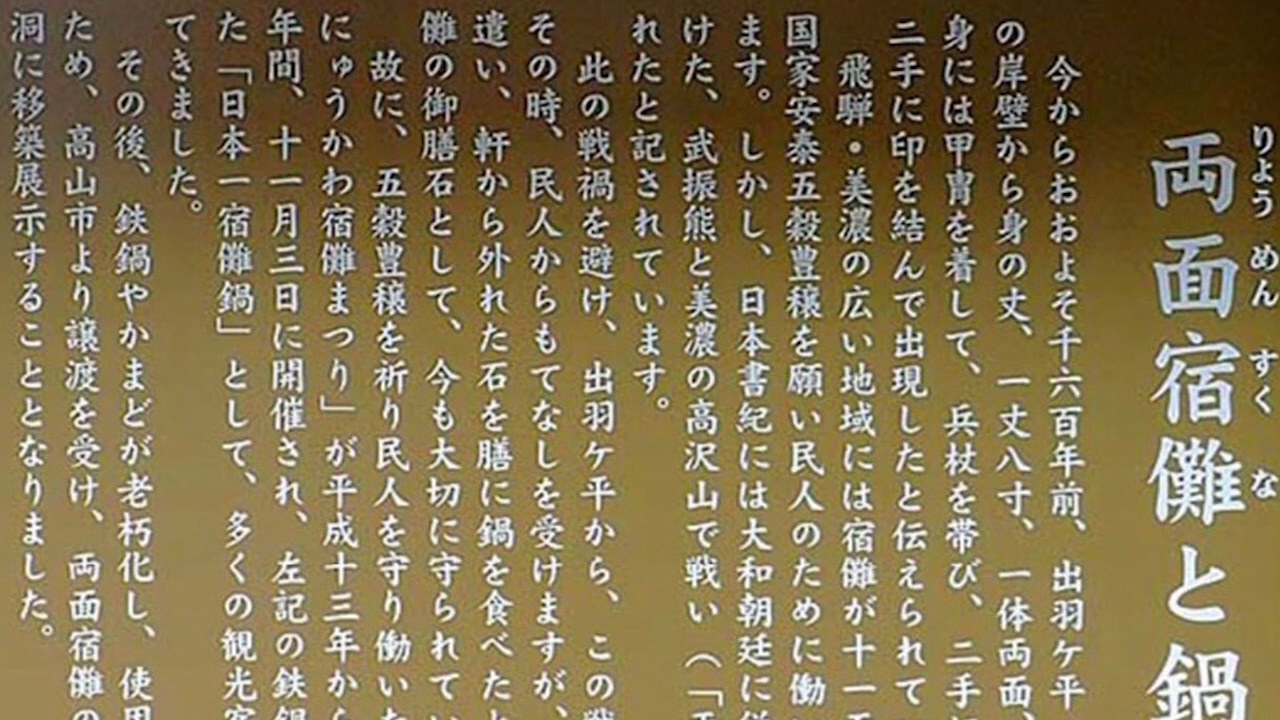 両面宿儺と鍋
りょう めん すく な
今からおおよそ千六百年前、出羽ケ平
の岸壁から身の丈、一丈八寸、一体両面、
身には甲冑を着して、兵杖を帯び、二手に
二手に印を結んで出現したと伝えられて
飛騨・美濃の広い地域には宿儺が十一
国家安泰五穀豊穣を願い民人のために働
ます。しかし、日本書紀には大和朝廷に
けた、武振熊と美濃の高沢山で戦い（「
れたと記されています。
此の戦禍を避け、出羽ケ平から、この
その時、民人からもてなしを受けますが、
遣い、軒から外れた石を膳に鍋を食べたと
儺の御膳石として、今も大切に守られてい
故に、五穀豊穣を祈り民人を守り働いた
にゅうかわ宿儺まつり」が平成十三年から
年間、十一月三日に開催され、左記の鉄鍋
た「日本一宿儺鍋」として、多くの観光客
てきました。
その後、鉄鍋やかまどが老朽化し、使用
ため、高山市より譲渡を受け、両面宿儺の
洞に移築展示することとなりました。